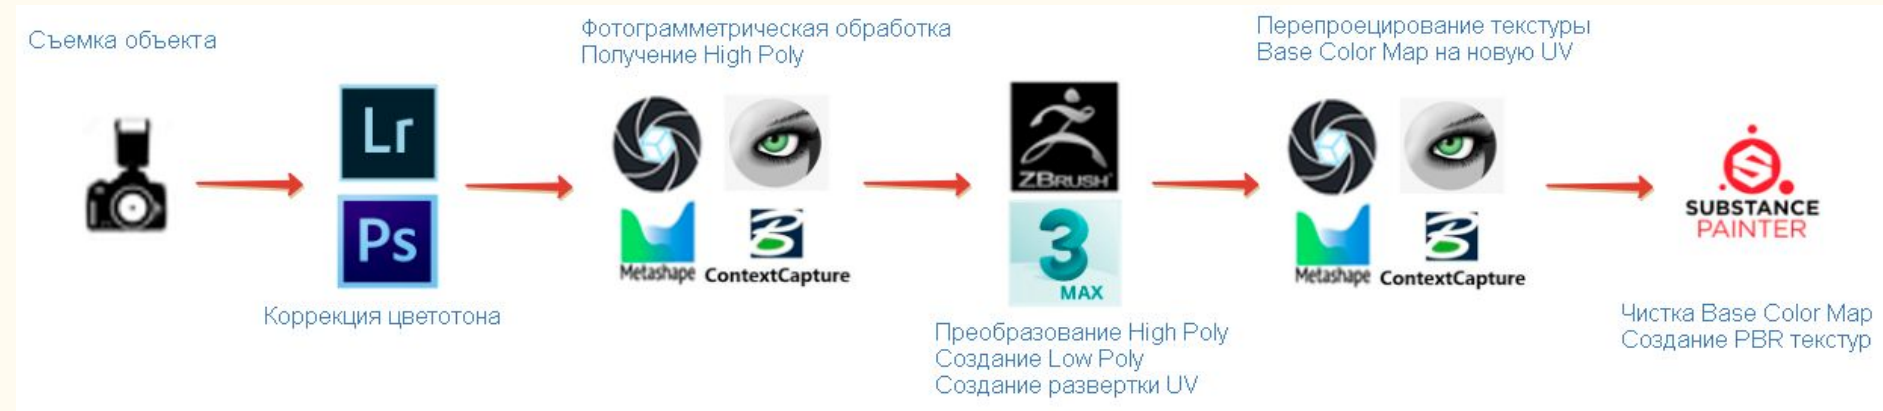 Съемка объекта
Lr
Ps
Коррекция цветотона
Фотограмметрическая обработка
Получение High Poly
Metashape
ContextCapture
ZBRUSH
3
MAX
Преобразование High Poly
Создание Low Poly
Создание развертки UV
Перепроецирование текстуры
Base Color Map на новую UV
Metashape
ContextCapture
SUBSTANCE
PAINTER
Чистка Base Color Map
Создание PBR текстур